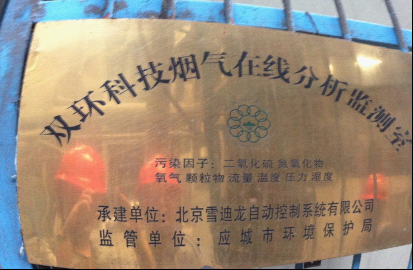 双环科技烟气在线分析监测室
污染因子：二氧化硫 氮氧化物
氧气 颗粒物 流量 温度 压力 湿度
承建单位：北京雪迪龙自动控制系统有限公司
监管单位：应城市环境保护局